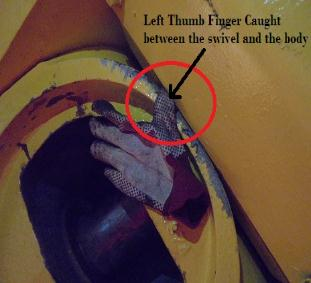 Left Thumb Finger Caught
between the swivel and the body